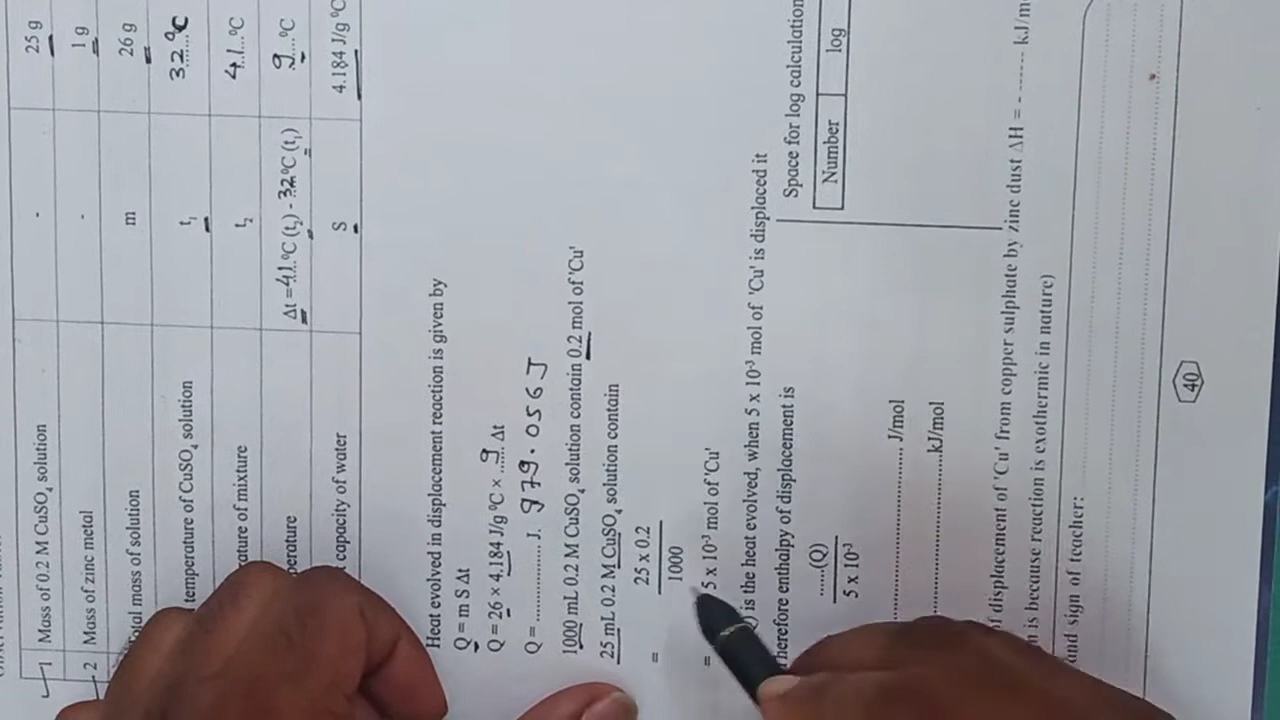 1 Mass of 0.2 M CuSO4 solution - 25 g
2 Mass of zinc metal - 1 g
mass of solution m 26 g
temperature of CuSO4 solution t1 32 °C
of mixture t2 41 °C
Δt = 41 °C (t2) - 32 °C (t1) 9 °C
capacity of water S 4.184 J/g °C
Heat evolved in displacement reaction is given by
Q = m S Δt
Q = 26 × 4.184 J/g °C × 9 Δt
Q = .................. J. 979.056 J
1000 mL 0.2 M CuSO4 solution contain 0.2 mol of 'Cu'
25 mL 0.2 M CuSO4 solution contain
= 25 x 0.2
1000
= 5 x 10-3 mol of 'Cu'
is the heat evolved, when 5 x 10-3 mol of 'Cu' is displaced it
Therefore enthalpy of displacement is
......(Q)
5 x 10-3
.................... J/mol
....................kJ/mol
Space for log calculation
Number log
displacement of 'Cu' from copper sulphate by zinc dust ΔH = - ------ kJ/m
is because reaction is exothermic in nature)
and sign of teacher:
40